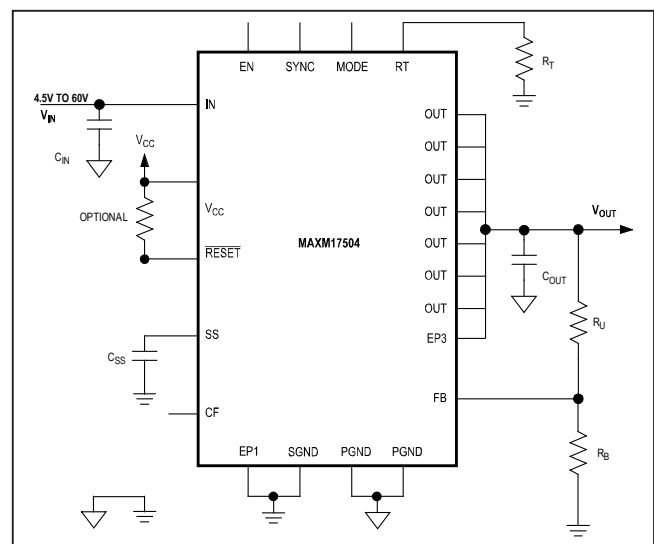 EN SYNC MODE RT
R_T
4.5V TO 60V
V_IN
IN
C_IN
V_CC
V_CC
OPTIONAL
RESET
MAXM17504
OUT
OUT
OUT
OUT
OUT
OUT
OUT
EP3
V_OUT
C_OUT
R_U
SS
C_SS
CF
FB
R_B
EP1 SGND PGND PGND